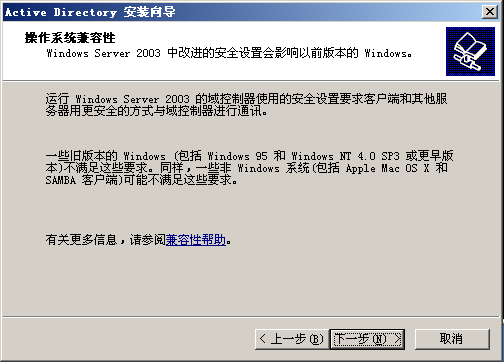 Active Directory 安装向导
操作系统兼容性
Windows Server 2003 中改进的安全设置会影响以前版本的 Windows。
运行 Windows Server 2003 的域控制器使用的安全设置要求客户端和其他服
务器用更安全的方式与域控制器进行通讯。
一些旧版本的 Windows (包括 Windows 95 和 Windows NT 4.0 SP3 或更早版
本)不满足这些要求。同样,一些非 Windows 系统(包括 Apple Mac OS X 和
SAMBA 客户端)可能不满足这些要求。
有关更多信息,请参阅兼容性帮助。
< 上一步(B) 下一步(N) > 取消